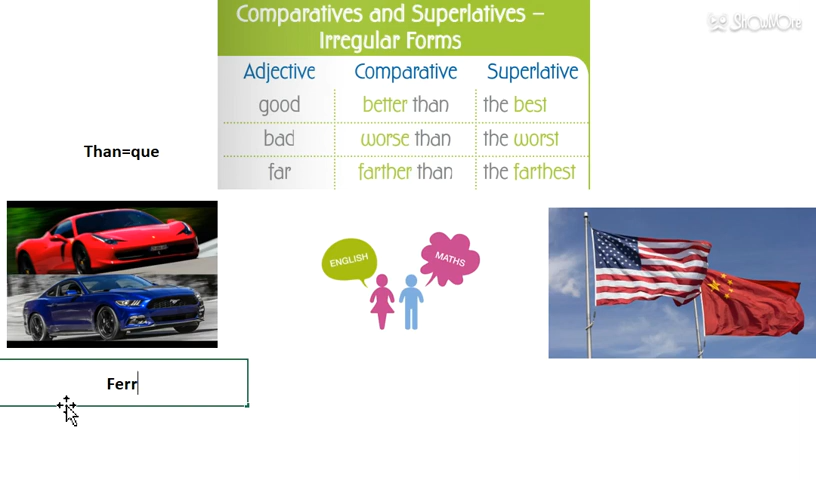 Comparatives and Superlatives –
Irregular Forms
ShowMore
Adjective Comparative Superlative
good better than the best
bad worse than the worst
far farther than the farthest
Than=que
ENGLISH
MATHS
Ferr